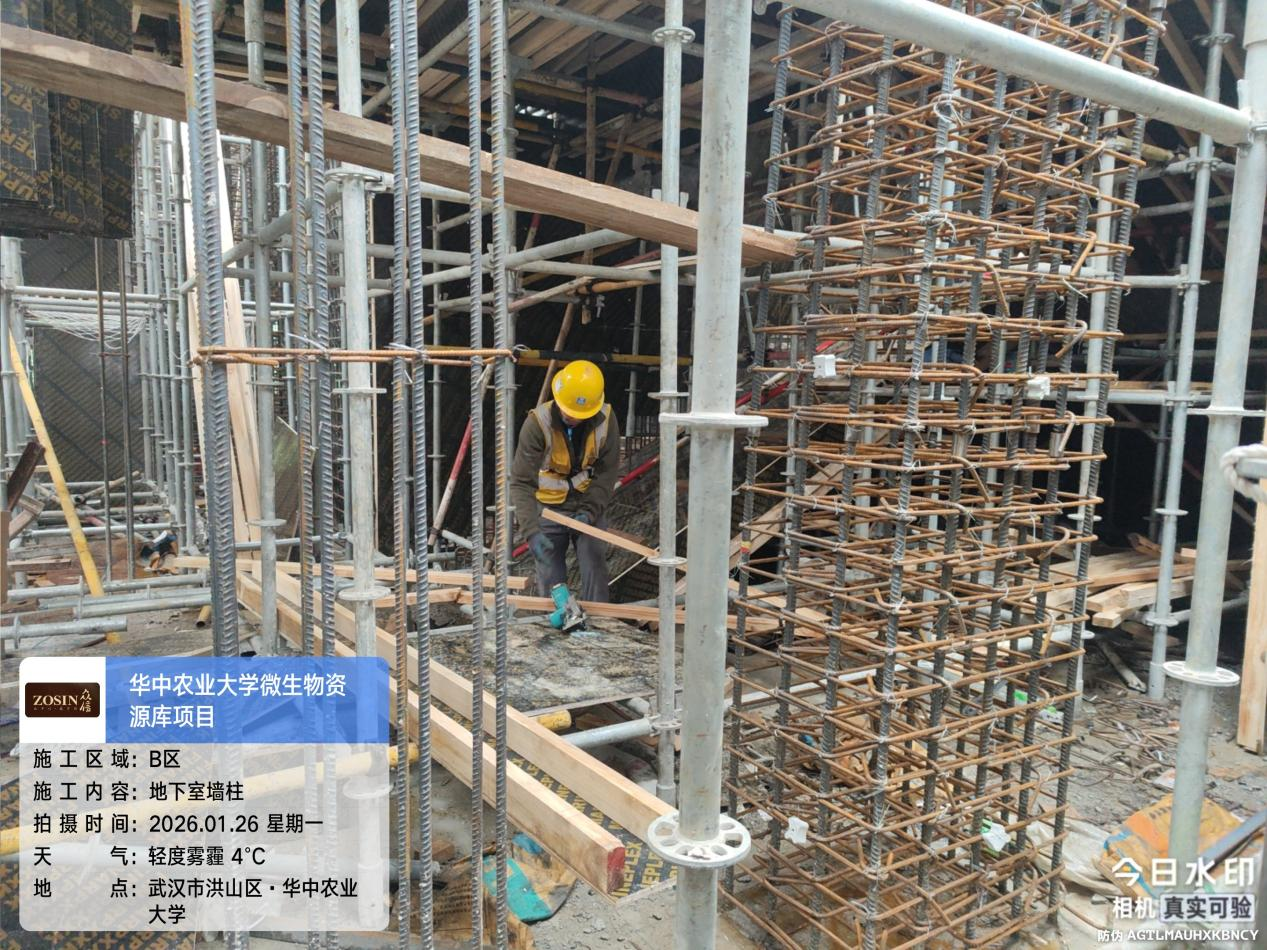 ZOSIN 众信
华中农业大学微生物资
源库项目
施工区域：B区
施工内容：地下室墙柱
拍摄时间：2026.01.26 星期一
天气：轻度雾霾 4℃
地点：武汉市洪山区·华中农业
大学
今日水印
相机 真实可验
防伪 AGTLMAUHXKBNCY